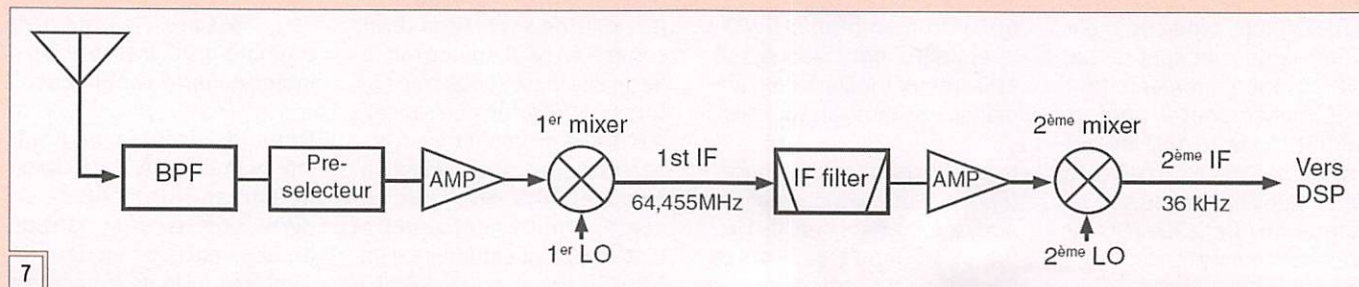 BPF
Pre-
selecteur
AMP
1er mixer
1er LO
1st IF
64,455MHz
IF filter
AMP
2ème mixer
2ème LO
2ème IF
36 kHz
Vers
DSP
7